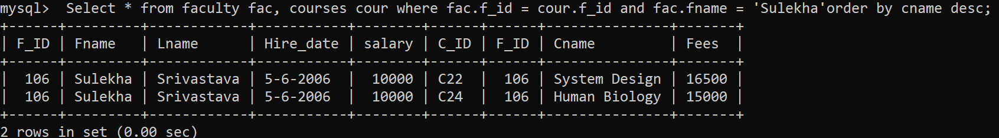 mysql>  Select * from faculty fac, courses cour where fac.f_id = cour.f_id and fac.fname = 'Sulekha'order by cname desc;
+------+---------+------------+-----------+--------+------+------+---------------+-------+
| F_ID | Fname   | Lname      | Hire_date | salary | C_ID | F_ID | Cname         | Fees  |
+------+---------+------------+-----------+--------+------+------+---------------+-------+
|  106 | Sulekha | Srivastava | 5-6-2006  |  10000 | C22  |  106 | System Design | 16500 |
|  106 | Sulekha | Srivastava | 5-6-2006  |  10000 | C24  |  106 | Human Biology | 15000 |
+------+---------+------------+-----------+--------+------+------+---------------+-------+
2 rows in set (0.00 sec)